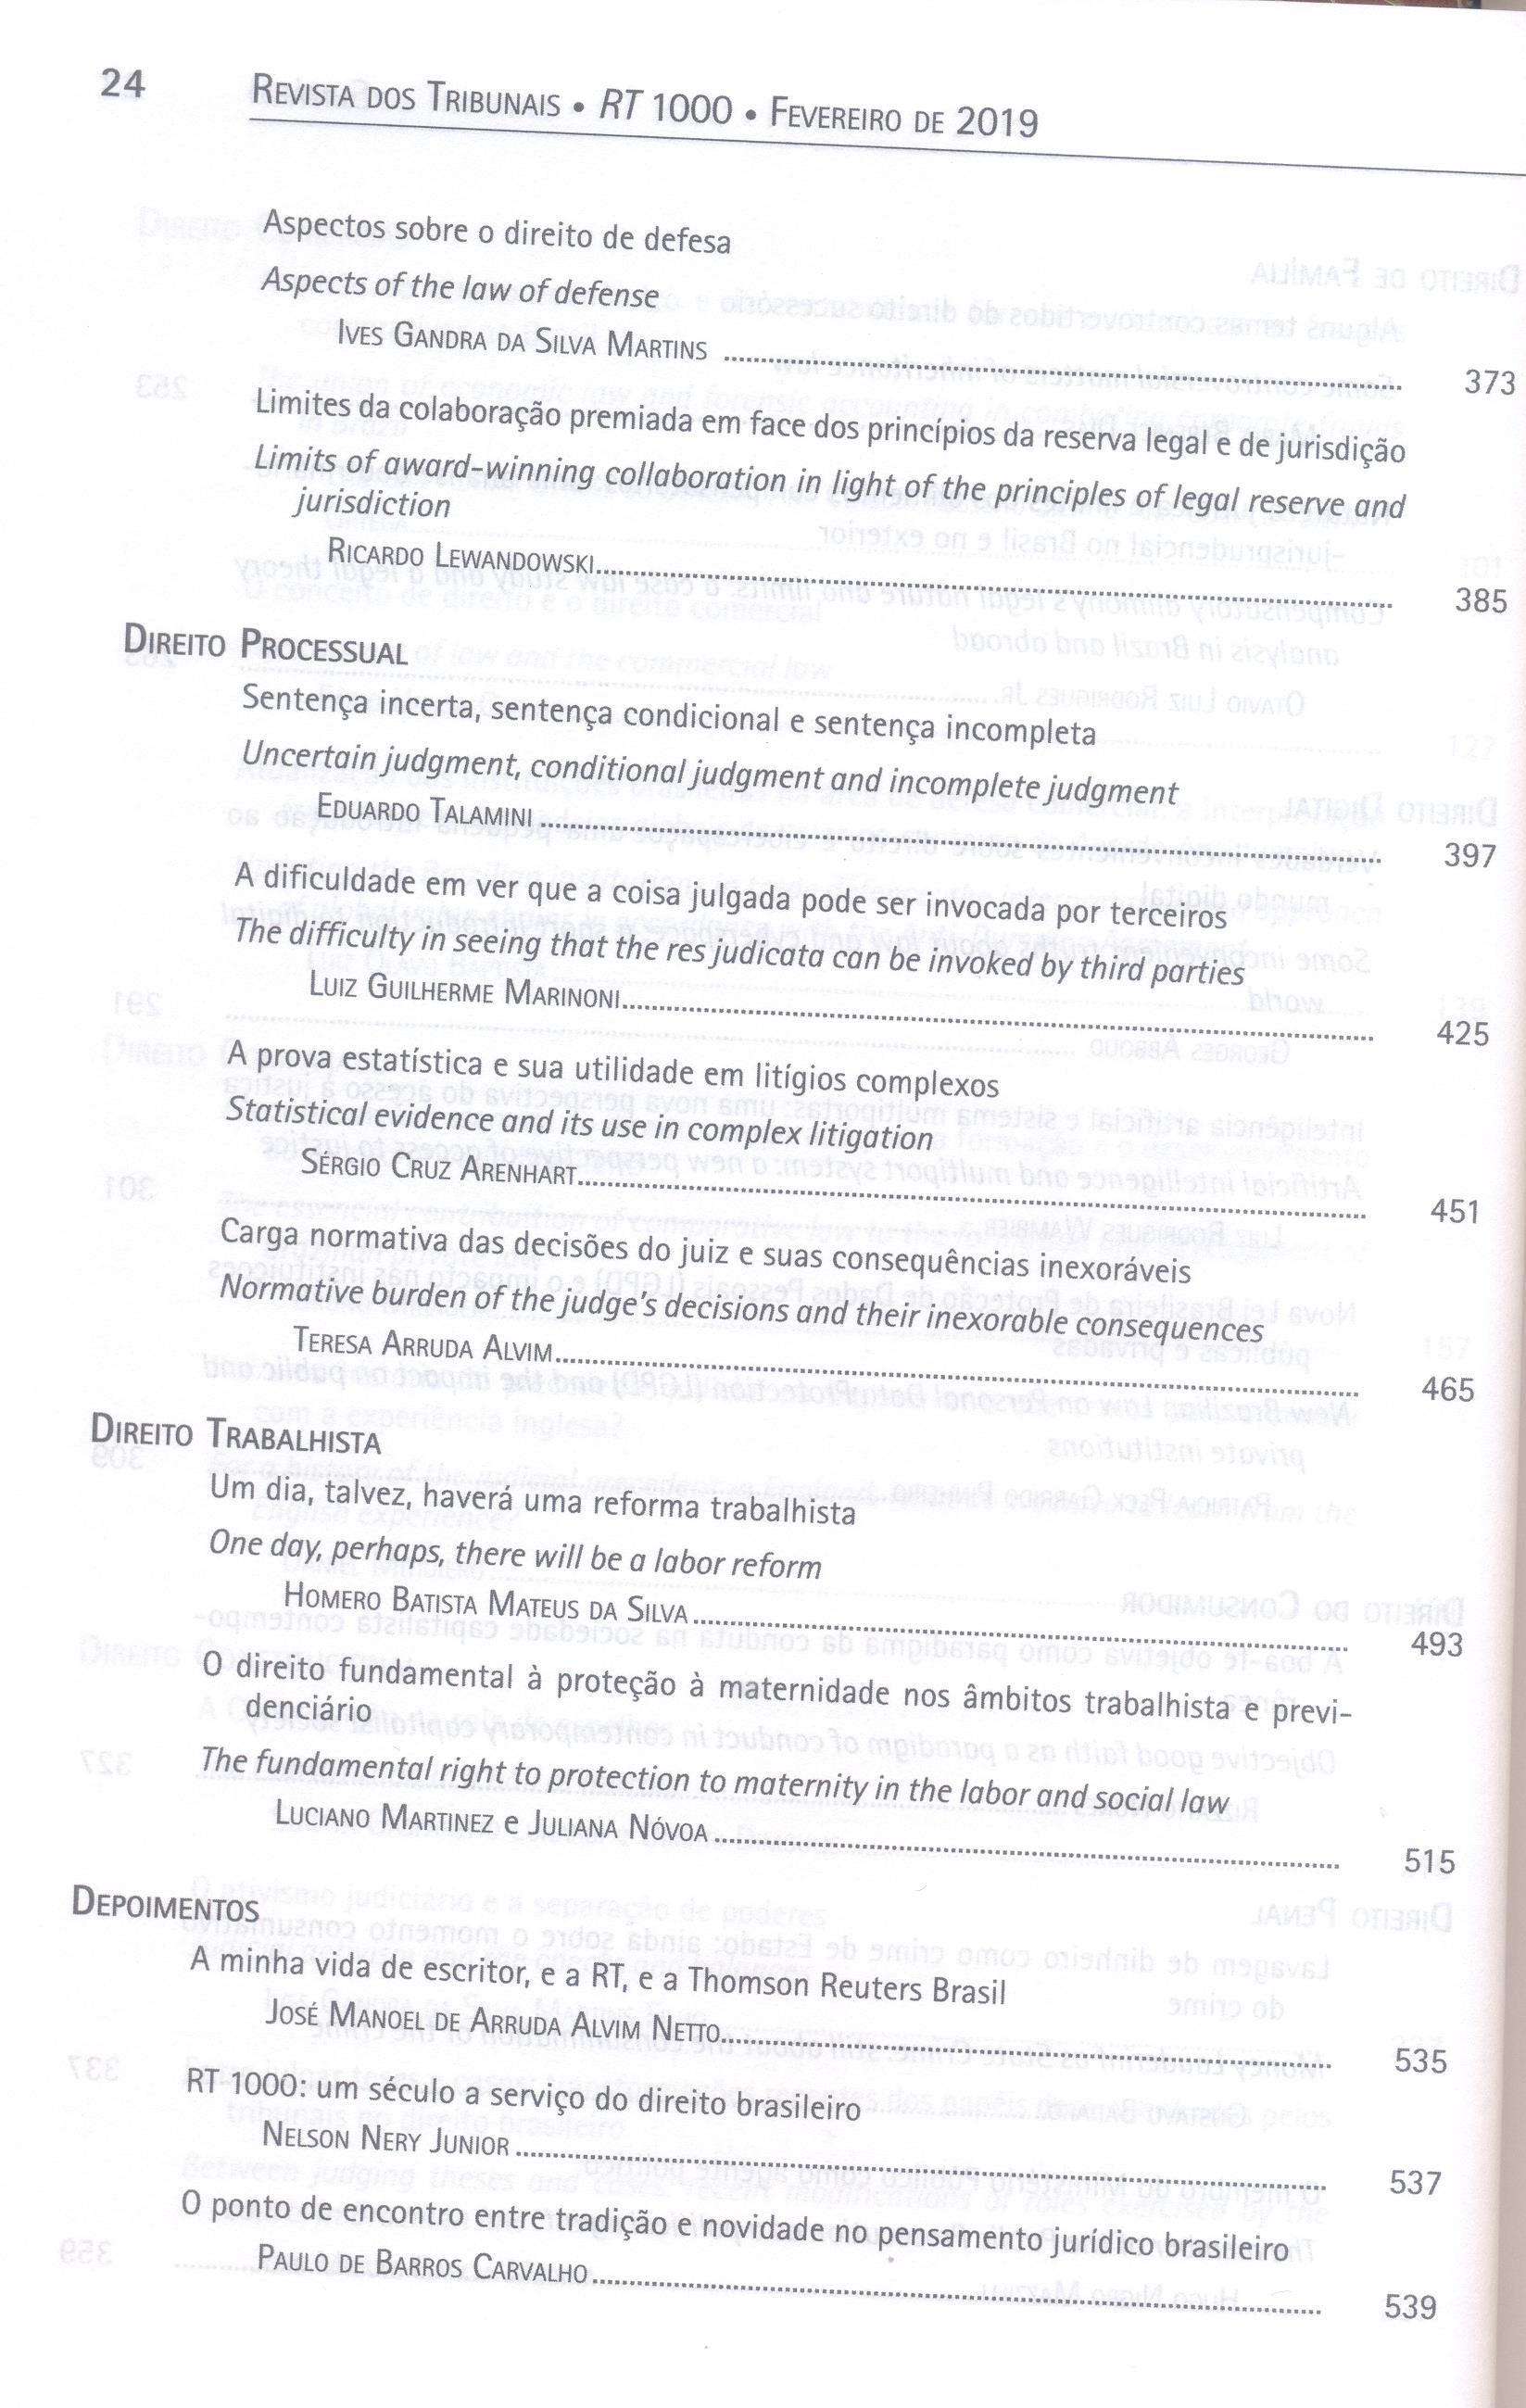 24
REVISTA DOS TRIBUNAIS • RT 1000 • FEVEREIRO DE 2019
Aspectos sobre o direito de defesa
Aspects of the law of defense
IVES GANDRA DA SILVA MARTINS ........ 373
Limites da colaboração premiada em face dos princípios da reserva legal e de jurisdição
Limits of award-winning collaboration in light of the principles of legal reserve and
jurisdiction
RICARDO LEWANDOWSKI........ 385
DIREITO PROCESSUAL
Sentença incerta, sentença condicional e sentença incompleta
Uncertain judgment, conditional judgment and incomplete judgment
EDUARDO TALAMINI ........ 397
A dificuldade em ver que a coisa julgada pode ser invocada por terceiros
The difficulty in seeing that the res judicata can be invoked by third parties
LUIZ GUILHERME MARINONI........ 425
A prova estatística e sua utilidade em litígios complexos
Statistical evidence and its use in complex litigation
SÉRGIO CRUZ ARENHART........ 451
Carga normativa das decisões do juiz e suas consequências inexoráveis
Normative burden of the judge's decisions and their inexorable consequences
TERESA ARRUDA ALVIM........ 465
DIREITO TRABALHISTA
Um dia, talvez, haverá uma reforma trabalhista
One day, perhaps, there will be a labor reform
HOMERO BATISTA MATEUS DA SILVA ........ 493
O direito fundamental à proteção à maternidade nos âmbitos trabalhista e previ-
denciário
The fundamental right to protection to maternity in the labor and social law
LUCIANO MARTINEZ e JULIANA NÓVOA ........ 515
DEPOIMENTOS
A minha vida de escritor, e a RT, e a Thomson Reuters Brasil
JOSÉ MANOEL DE ARRUDA ALVIM NETTO........ 535
RT 1000: um século a serviço do direito brasileiro
NELSON NERY JUNIOR ........ 537
O ponto de encontro entre tradição e novidade no pensamento jurídico brasileiro
PAULO DE BARROS CARVALHO ........ 539